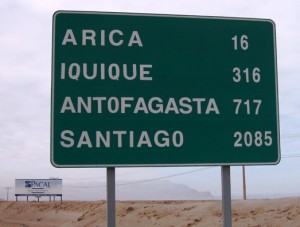 ARICA 16
IQUIQUE 316
ANTOFAGASTA 717
SANTIAGO 2085